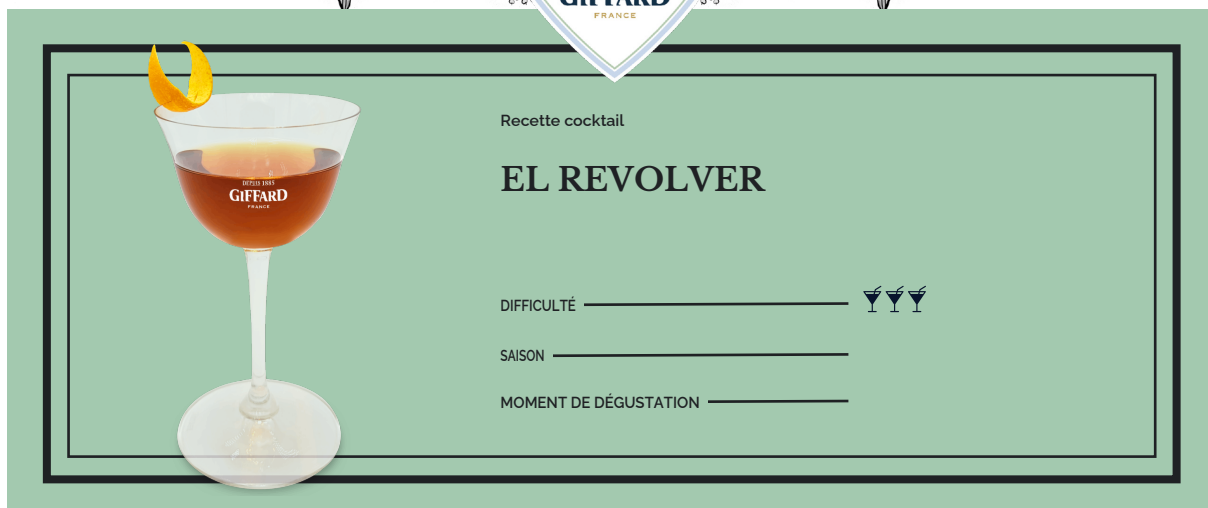 GIFFARD
FRANCE
Recette cocktail
EL REVOLVER
DEPUIS 1885
GIFFARD
FRANCE
DIFFICULTÉ
SAISON
MOMENT DE DÉGUSTATION